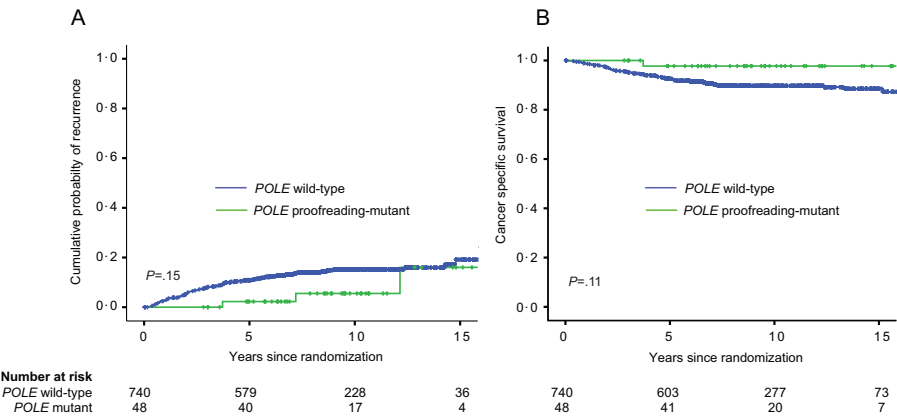 A
Cumulative probabilty of recurrence
1·0
0·8
0·6
0·4
0·2
0·0
POLE wild-type
POLE proofreading-mutant
P=.15
0 5 10 15
Years since randomization
B
Cancer specific survival
1·0
0·8
0·6
0·4
0·2
0·0
POLE wild-type
POLE proofreading-mutant
P=.11
0 5 10 15
Years since randomization
Number at risk
POLE wild-type 740 579 228 36 740 603 277 73
POLE mutant 48 40 17 4 48 41 20 7